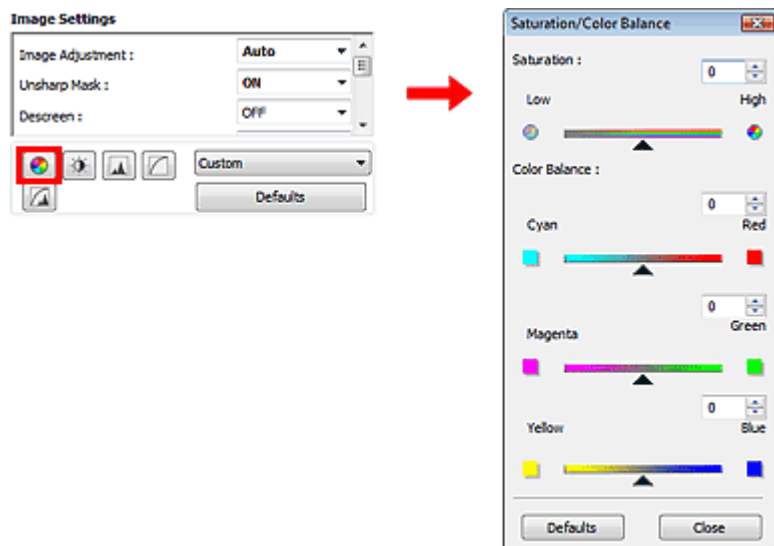 Image Settings
Image Adjustment : Auto
Unsharp Mask : ON
Descreen : OFF
Custom
Defaults
Saturation/Color Balance
Saturation :
0
Low High
Color Balance :
0
Cyan Red
0
Magenta Green
0
Yellow Blue
Defaults Close